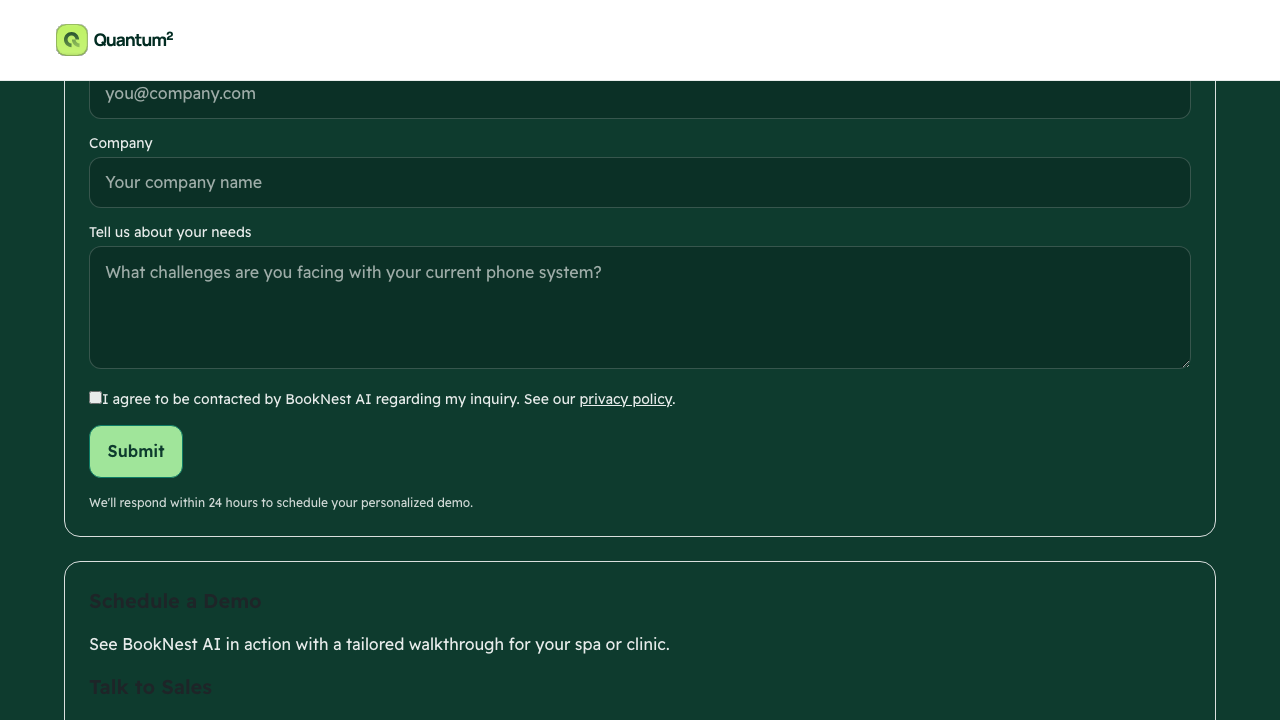 Quantum²
you@company.com
Company
Your company name
Tell us about your needs
What challenges are you facing with your current phone system?
I agree to be contacted by BookNest AI regarding my inquiry. See our privacy policy.
Submit
We'll respond within 24 hours to schedule your personalized demo.
Schedule a Demo
See BookNest AI in action with a tailored walkthrough for your spa or clinic.
Talk to Sales